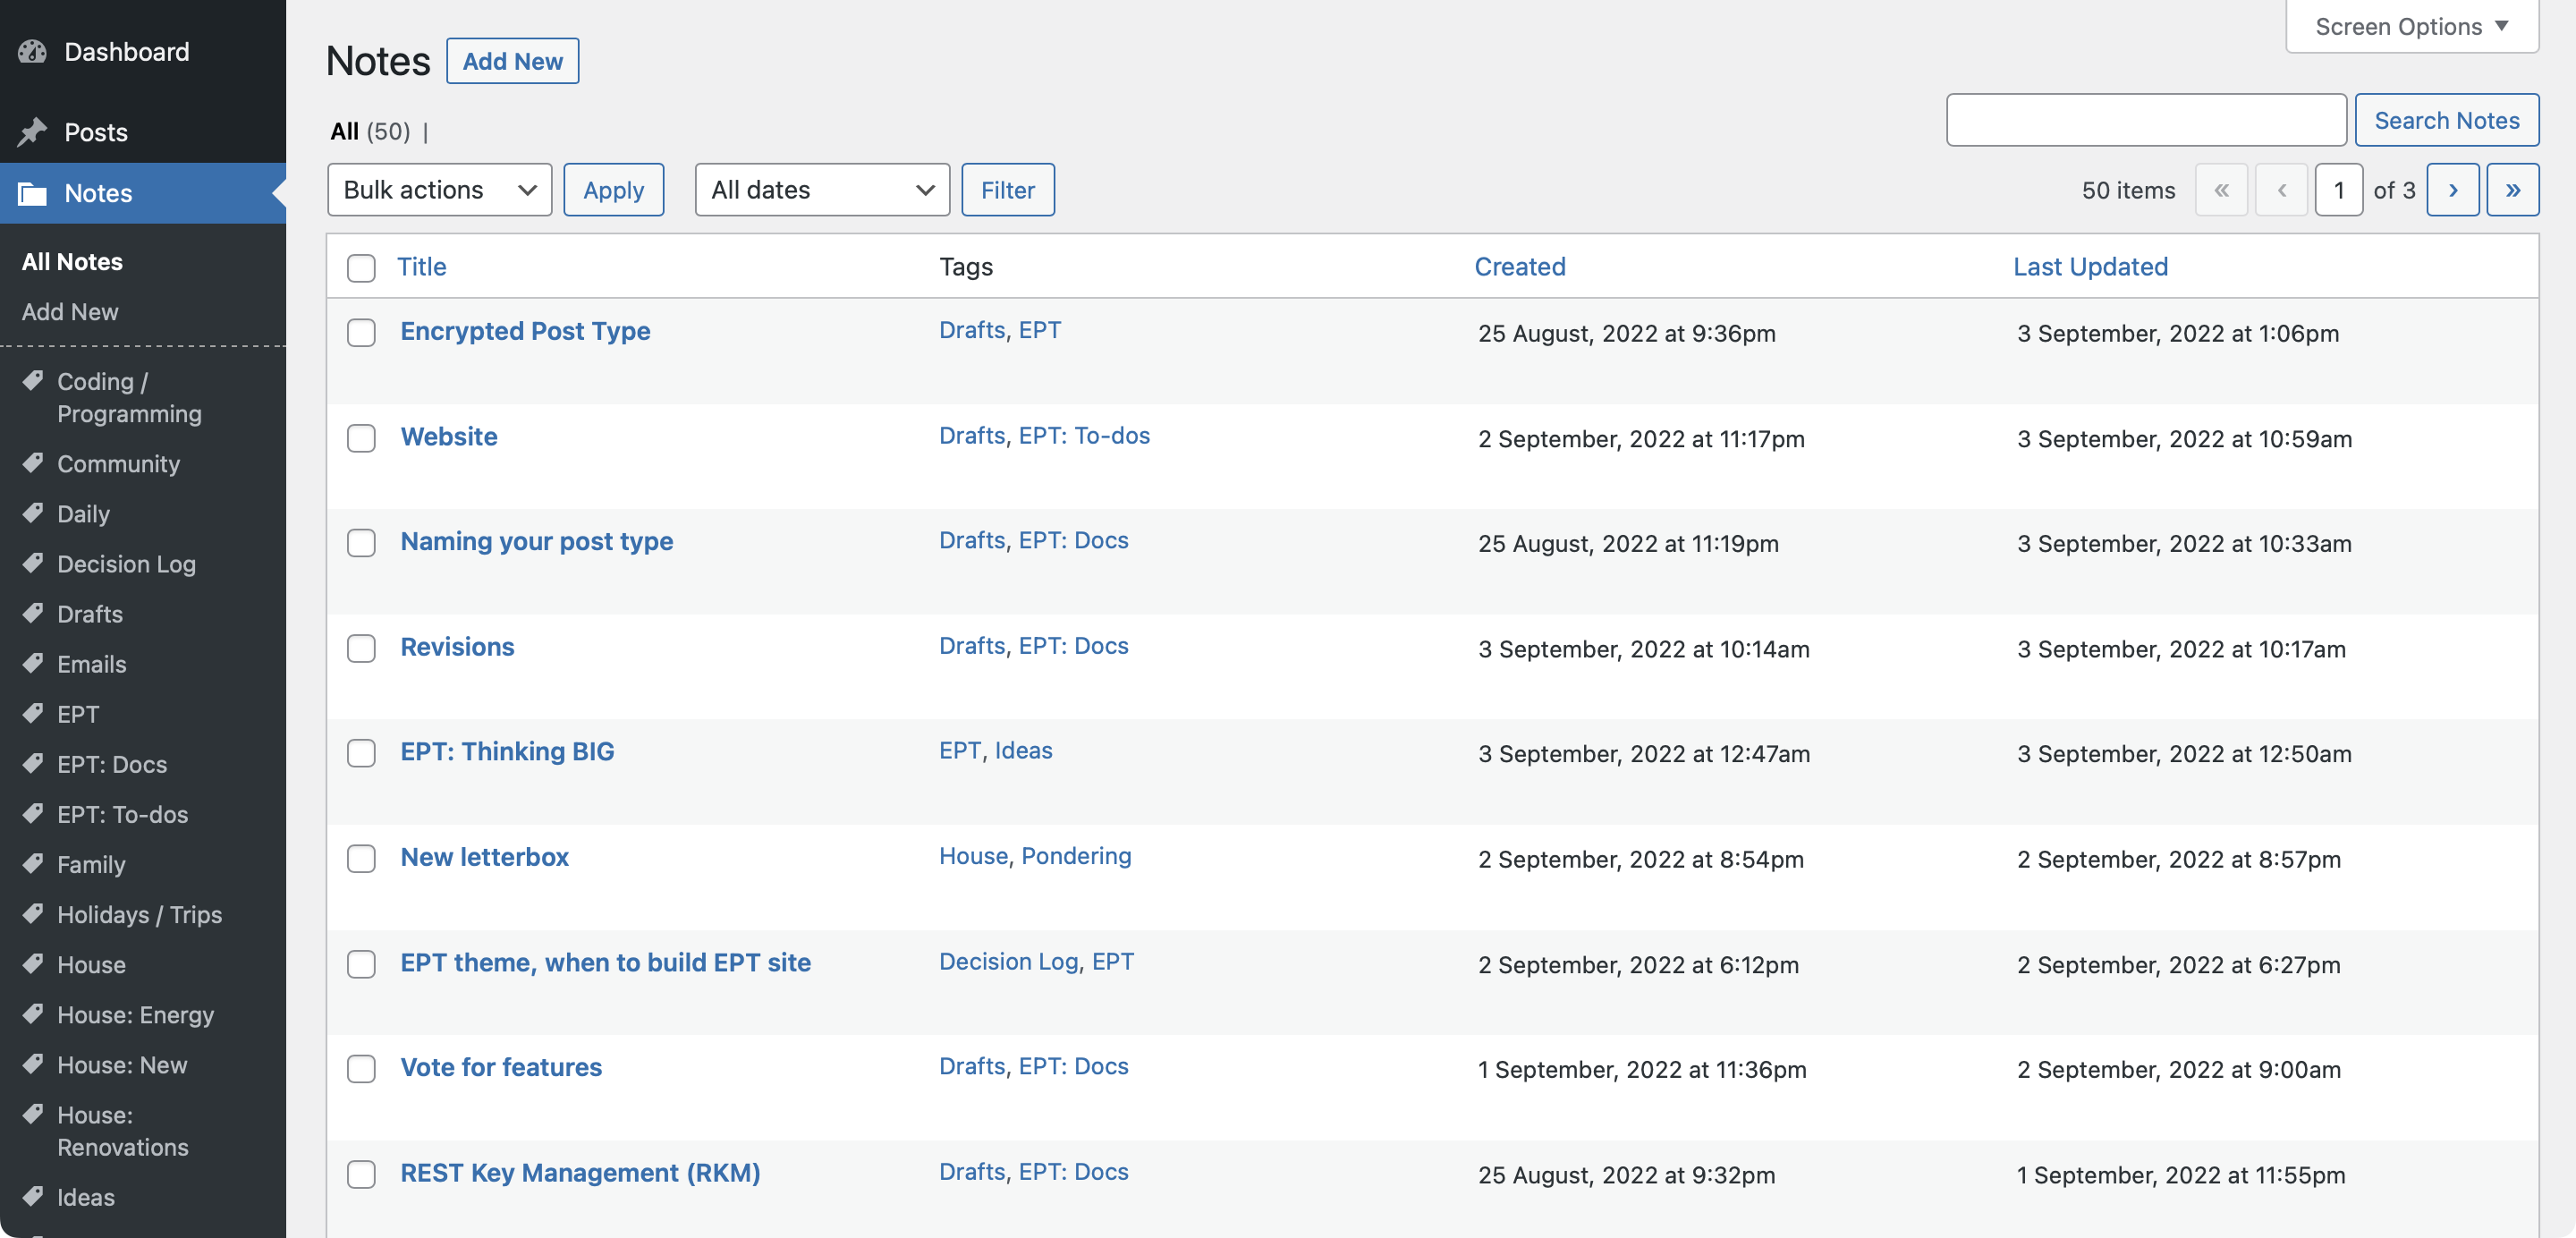 Dashboard
Posts
Notes
All Notes
Add New
Coding /
Programming
Community
Daily
Decision Log
Drafts
Emails
EPT
EPT: Docs
EPT: To-dos
Family
Holidays / Trips
House
House: Energy
House: New
House:
Renovations
Ideas
Screen Options ▼
Notes Add New
All (50) |
Search Notes
Bulk actions Apply All dates Filter 50 items « ‹ 1 of 3 › »
Title Tags Created Last Updated
Encrypted Post Type Drafts, EPT 25 August, 2022 at 9:36pm 3 September, 2022 at 1:06pm
Website Drafts, EPT: To-dos 2 September, 2022 at 11:17pm 3 September, 2022 at 10:59am
Naming your post type Drafts, EPT: Docs 25 August, 2022 at 11:19pm 3 September, 2022 at 10:33am
Revisions Drafts, EPT: Docs 3 September, 2022 at 10:14am 3 September, 2022 at 10:17am
EPT: Thinking BIG EPT, Ideas 3 September, 2022 at 12:47am 3 September, 2022 at 12:50am
New letterbox House, Pondering 2 September, 2022 at 8:54pm 2 September, 2022 at 8:57pm
EPT theme, when to build EPT site Decision Log, EPT 2 September, 2022 at 6:12pm 2 September, 2022 at 6:27pm
Vote for features Drafts, EPT: Docs 1 September, 2022 at 11:36pm 2 September, 2022 at 9:00am
REST Key Management (RKM) Drafts, EPT: Docs 25 August, 2022 at 9:32pm 1 September, 2022 at 11:55pm